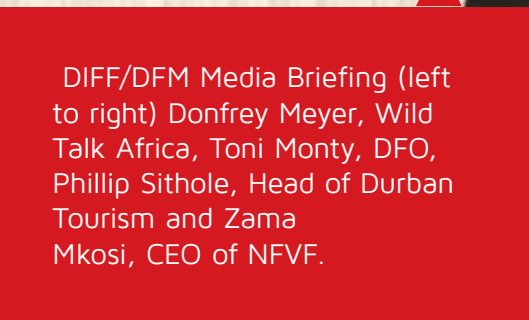 DIFF/DFM Media Briefing (left
to right) Donfrey Meyer, Wild
Talk Africa, Toni Monty, DFO,
Phillip Sithole, Head of Durban
Tourism and Zama
Mkosi, CEO of NFVF.